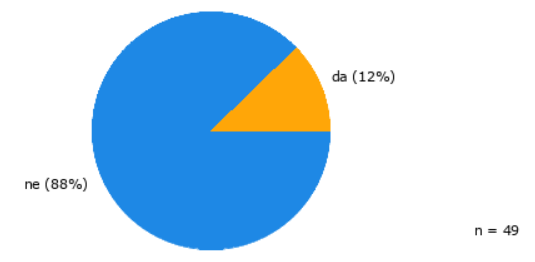 da (12%)
ne (88%)
n = 49